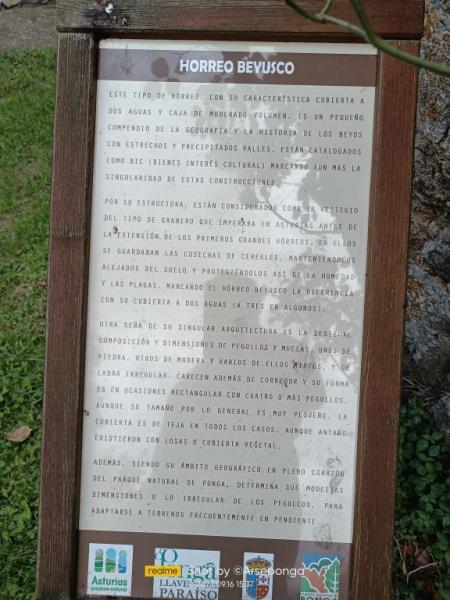 HORREO BEYUSCO
ESTE TIPO DE HÓRREO, CON SU CARACTERÍSTICA CUBIERTA A
DOS AGUAS Y CAJA DE MODERADO VOLUMEN, ES UN PEQUEÑO
COMPENDIO DE LA GEOGRAFÍA Y LA HISTORIA DE LOS BEYOS
CON ESTRECHOS Y PRECIPITADOS VALLES. ESTÁN CATALOGADOS
COMO BIC (BIENES INTERÉS CULTURAL) MARCANDO AUN MAS LA
SINGULARIDAD DE ESTAS CONSTRUCCIONES.
POR SU ESTRUCTURA, ESTÁN CONSIDERADOS COMO UN VESTIGIO
DEL TIPO DE GRANERO QUE IMPERABA EN ASTURIAS ANTES DE
LA EXTENSIÓN DE LOS PRIMEROS GRANDES HÓRREOS. EN ELLOS
SE GUARDABAN LAS COSECHAS DE CEREALES, MANTENIÉNDOLOS
ALEJADOS DEL SUELO Y PROTEGIÉNDOLOS ASÍ DE LA HUMEDAD
Y LAS PLAGAS. MARCANDO EL HÓRREO BEYUSCO LA DIFERENCIA
CON SU CUBIERTA A DOS AGUAS (A TRES EN ALGUNOS).
OTRA SEÑA DE SU SINGULAR ARQUITECTURA ES LA DESIGUAL
COMPOSICIÓN Y DIMENSIONES DE PEGOLLOS Y MUELAS, UNOS DE
PIEDRA, OTROS DE MADERA Y VARIOS DE ELLOS MIXTOS, Y DE
LABRA IRREGULAR. CARECEN ADEMÁS DE CORREDOR Y SU FORMA
ES EN OCASIONES RECTANGULAR CON CUATRO O MÁS PEGOLLOS,
AUNQUE SU TAMAÑO POR LO GENERAL ES MUY PEQUEÑO. LA
CUBIERTA ES DE TEJA EN TODOS LOS CASOS, AUNQUE ANTAÑO
EXISTIERON CON LOSAS O CUBIERTA VEGETAL.
ADEMÁS, SIENDO SU ÁMBITO GEOGRÁFICO EN PLENO CORAZÓN
DEL PARQUE NATURAL DE PONGA, DETERMINA SUS MODESTAS
DIMENSIONES O LO IRREGULAR DE LOS PEGOLLOS, PARA
ADAPTARSE A TERRENOS FRECUENTEMENTE EN PENDIENTE.
Asturias
LLAVE
PARAÍSO
realme Shot by ©Arseponga
09.16 15:37